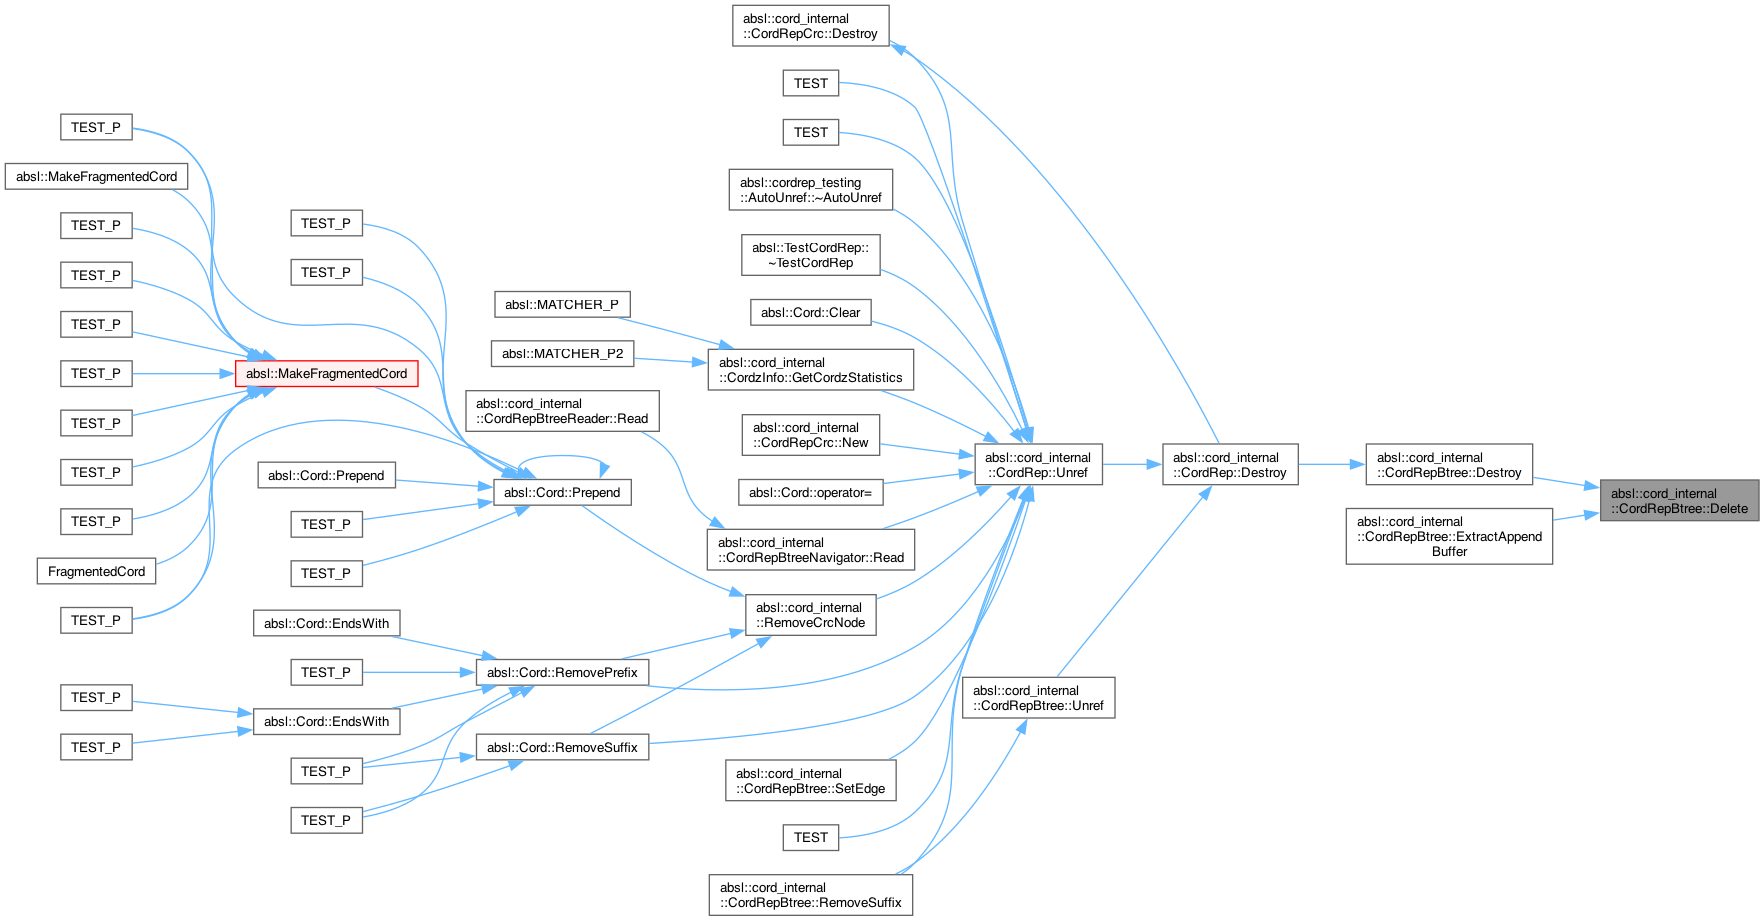 absl::cord_internal
::CordRepCrc::Destroy
TEST
TEST
absl::cordrep_testing
::AutoUnref::~AutoUnref
absl::TestCordRep::
~TestCordRep
absl::Cord::Clear
absl::cord_internal
::CordzInfo::GetCordzStatistics
absl::cord_internal
::CordRepCrc::New
absl::Cord::operator=
absl::cord_internal
::CordRepBtreeNavigator::Read
absl::cord_internal
::RemoveCrcNode
absl::cord_internal
::CordRepBtree::SetEdge
TEST
absl::cord_internal
::CordRepBtree::RemoveSuffix
TEST_P
absl::MakeFragmentedCord
TEST_P
TEST_P
TEST_P
TEST_P
TEST_P
TEST_P
TEST_P
FragmentedCord
TEST_P
TEST_P
TEST_P
TEST_P
TEST_P
absl::MakeFragmentedCord
absl::Cord::Prepend
TEST_P
TEST_P
absl::Cord::EndsWith
TEST_P
absl::Cord::EndsWith
TEST_P
TEST_P
absl::MATCHER_P
absl::MATCHER_P2
absl::cord_internal
::CordRepBtreeReader::Read
absl::Cord::Prepend
absl::Cord::RemovePrefix
absl::Cord::RemoveSuffix
absl::cord_internal
::CordRep::Unref
absl::cord_internal
::CordRepBtree::Unref
absl::cord_internal
::CordRep::Destroy
absl::cord_internal
::CordRepBtree::Destroy
absl::cord_internal
::CordRepBtree::ExtractAppend
Buffer
absl::cord_internal
::CordRepBtree::Delete